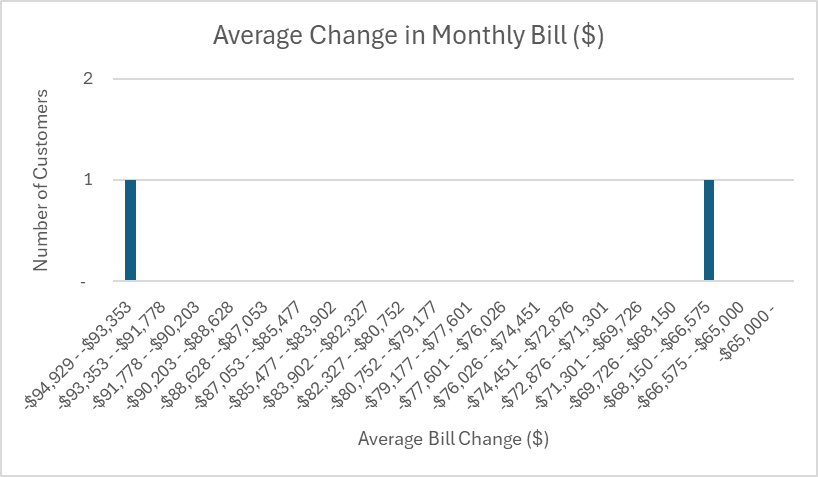 Average Change in Monthly Bill ($)
2
1
-
Number of Customers
-$94,929 - -$93,353
-$93,353 - -$91,778
-$91,778 - -$90,203
-$90,203 - -$88,628
-$88,628 - -$87,053
-$87,053 - -$85,477
-$85,477 - -$83,902
-$83,902 - -$82,327
-$82,327 - -$80,752
-$80,752 - -$79,177
-$79,177 - -$77,601
-$77,601 - -$76,026
-$76,026 - -$74,451
-$74,451 - -$72,876
-$72,876 - -$71,301
-$71,301 - -$69,726
-$69,726 - -$68,150
-$68,150 - -$66,575
-$66,575 - -$65,000
-$65,000 -
Average Bill Change ($)